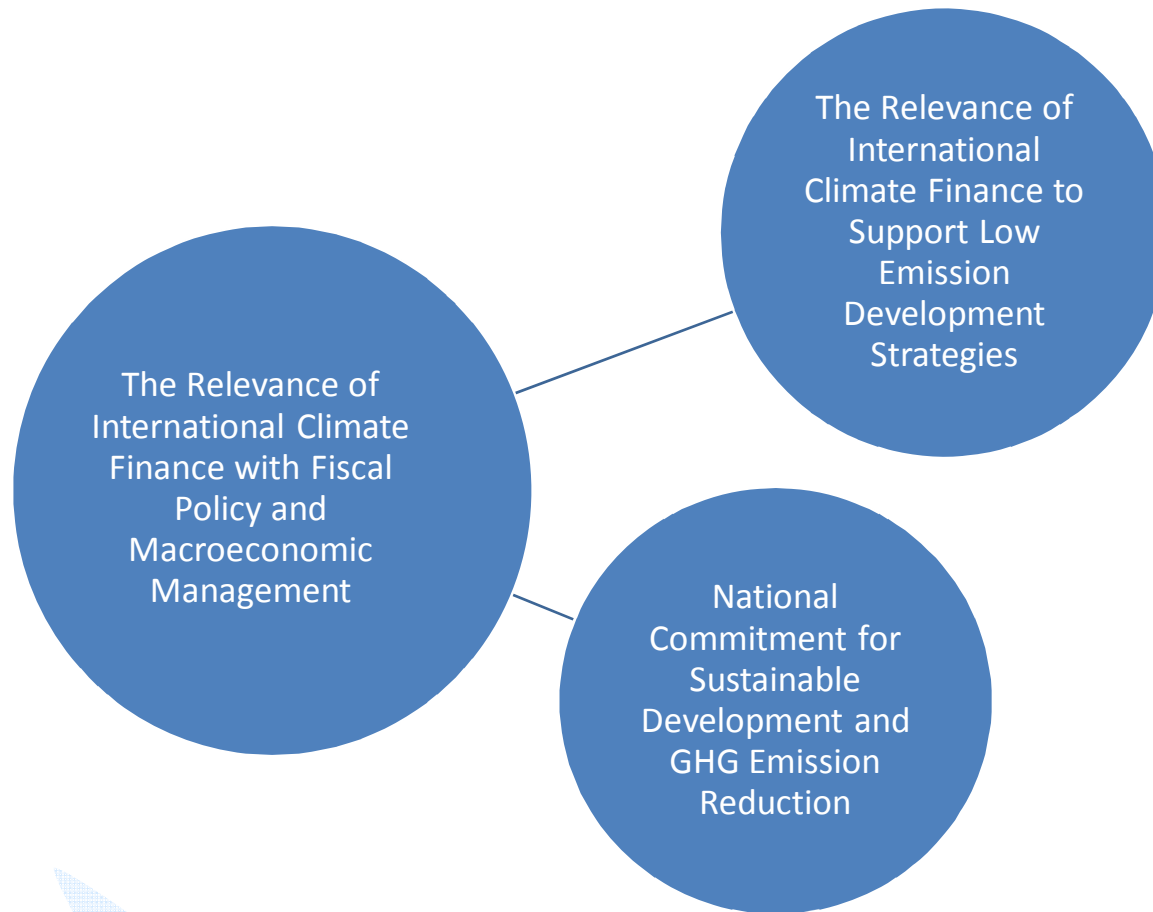 The Relevance of
International Climate
Finance with Fiscal
Policy and
Macroeconomic
Management
The Relevance of
International
Climate Finance to
Support Low
Emission
Development
Strategies
National
Commitment for
Sustainable
Development and
GHG Emission
Reduction